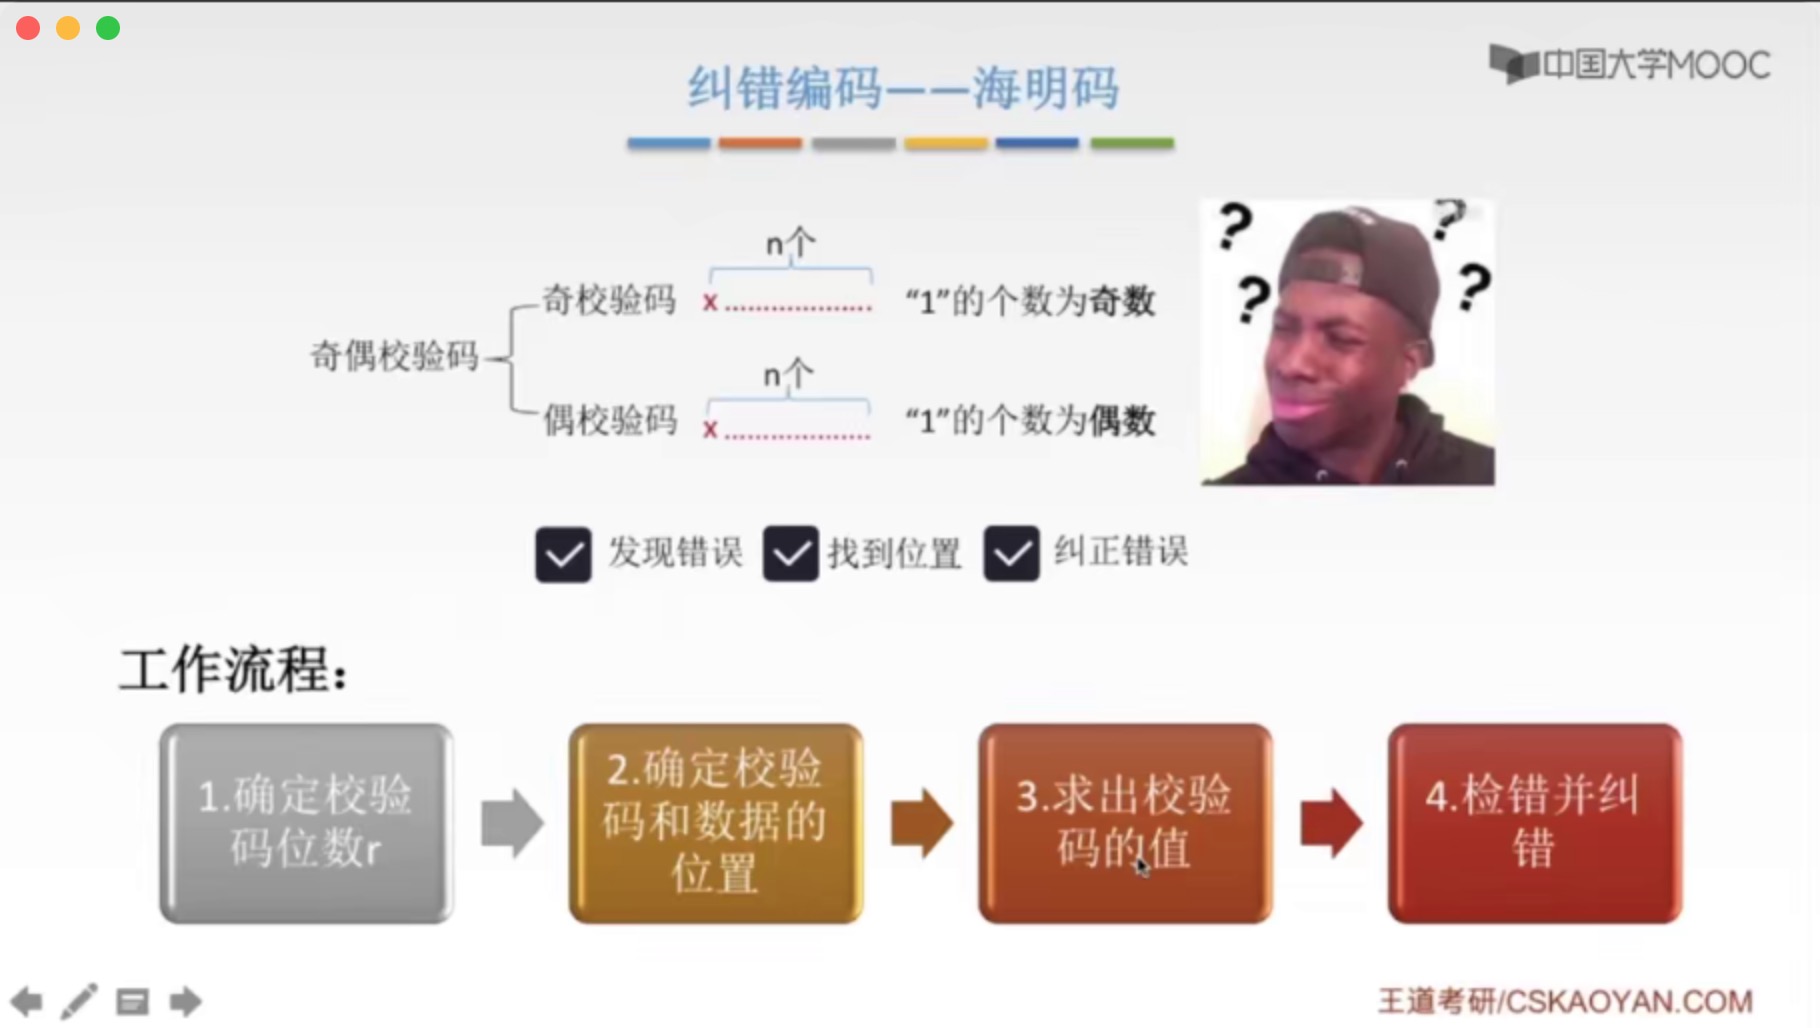 中国大学MOOC
纠错编码——海明码
n个
奇校验码 x ................... “1”的个数为奇数
奇偶校验码
n个
偶校验码 x ................... “1”的个数为偶数
? ? ? ?
发现错误 找到位置 纠正错误
工作流程：
1.确定校验
码位数r
2.确定校验
码和数据的
位置
3.求出校验
码的值
4.检错并纠
错
王道考研/CSKAOYAN.COM